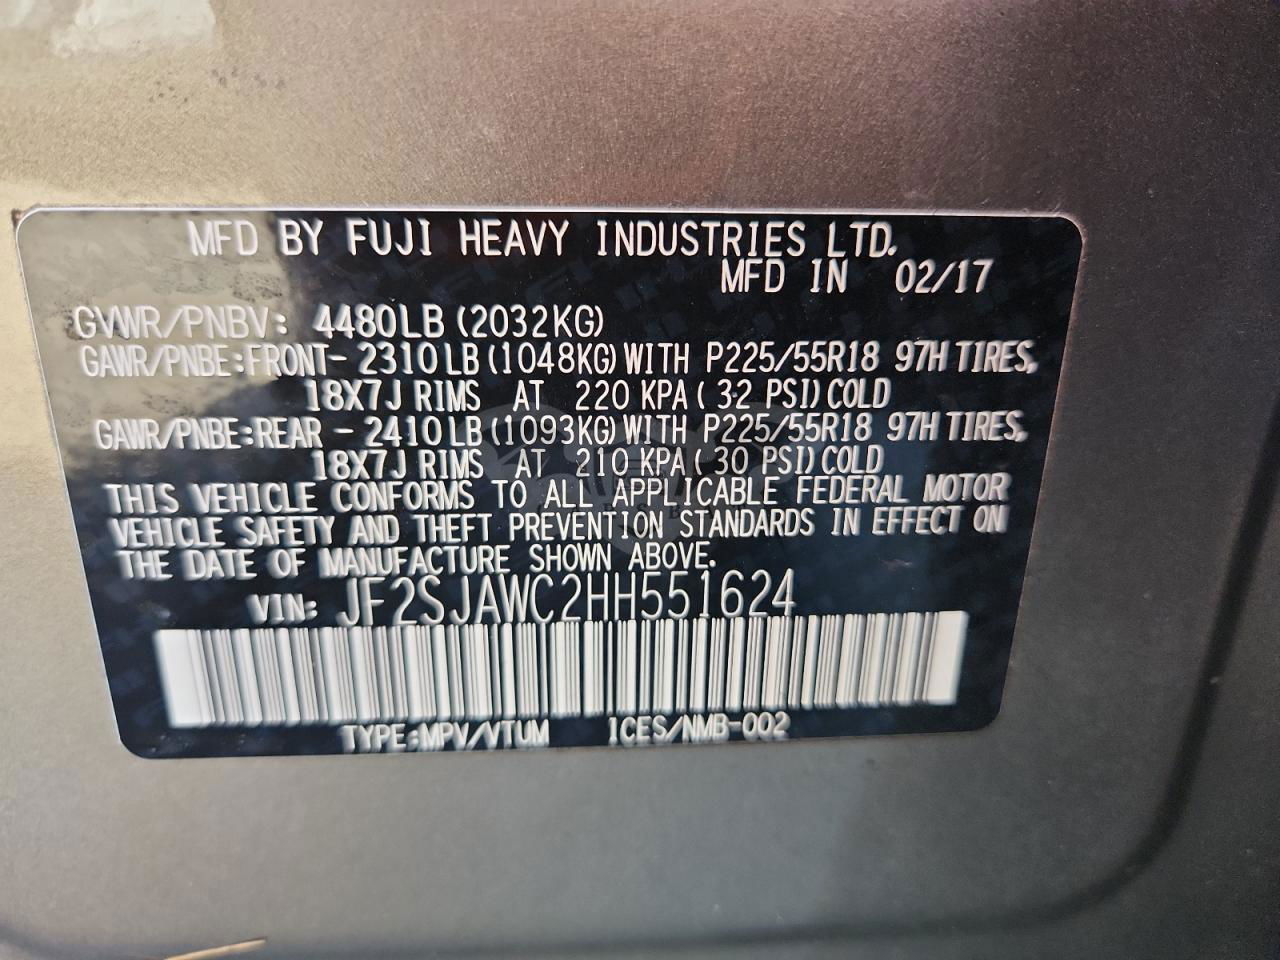 MFD BY FUJI HEAVY INDUSTRIES LTD.
MFD IN 02/17
GVWR/PNBV: 4480LB (2032KG)
GAWR/PNBE:FRONT- 2310LB (1048KG) WITH P225/55R18 97H TIRES,
18X7J RIMS AT 220 KPA ( 32 PSI) COLD
GAWR/PNBE:REAR - 2410LB (1093KG) WITH P225/55R18 97H TIRES,
18X7J RIMS AT 210 KPA ( 30 PSI) COLD
THIS VEHICLE CONFORMS TO ALL APPLICABLE FEDERAL MOTOR
VEHICLE SAFETY AND THEFT PREVENTION STANDARDS IN EFFECT ON
THE DATE OF MANUFACTURE SHOWN ABOVE.
VIN: JF2SJAWC2HH551624
TYPE:MPV/VTUM ICES/NMB-002